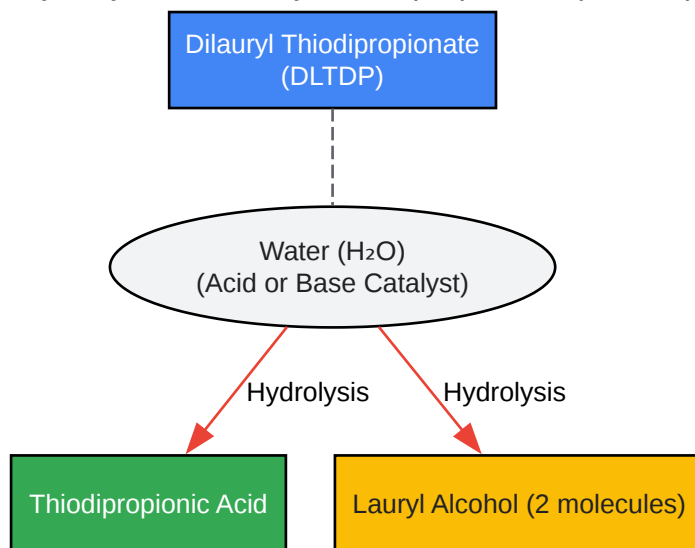 Dilauryl Thiodipropionate
(DLTDP)
Water (H₂O)
(Acid or Base Catalyst)
Hydrolysis
Hydrolysis
Thiodipropionic Acid
Lauryl Alcohol (2 molecules)